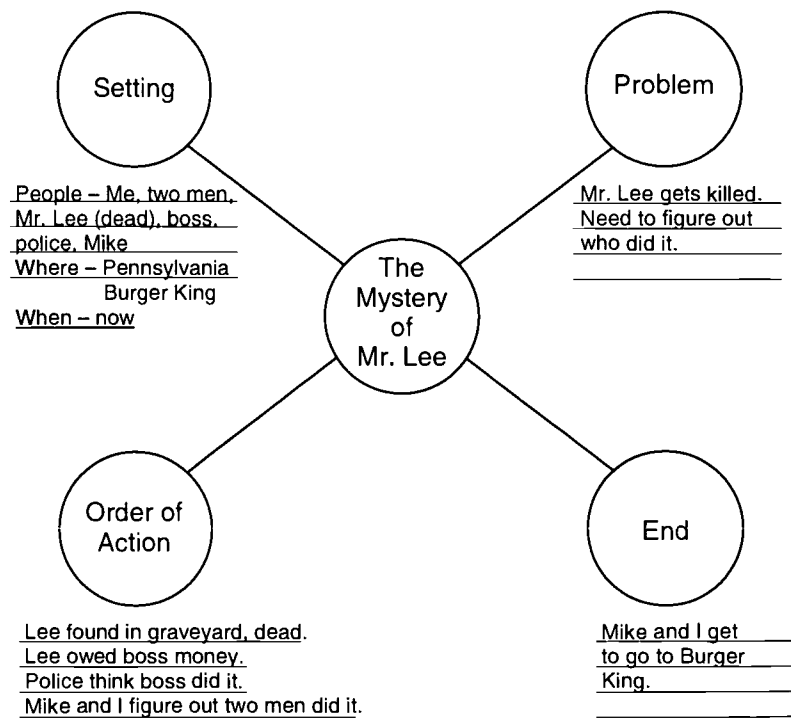 Setting
People – Me, two men,
Mr. Lee (dead), boss,
police, Mike
Where – Pennsylvania
Burger King
When – now
Problem
Mr. Lee gets killed.
Need to figure out
who did it.
The
Mystery
of
Mr. Lee
Order of
Action
Lee found in graveyard, dead.
Lee owed boss money.
Police think boss did it.
Mike and I figure out two men did it.
End
Mike and I get
to go to Burger
King.